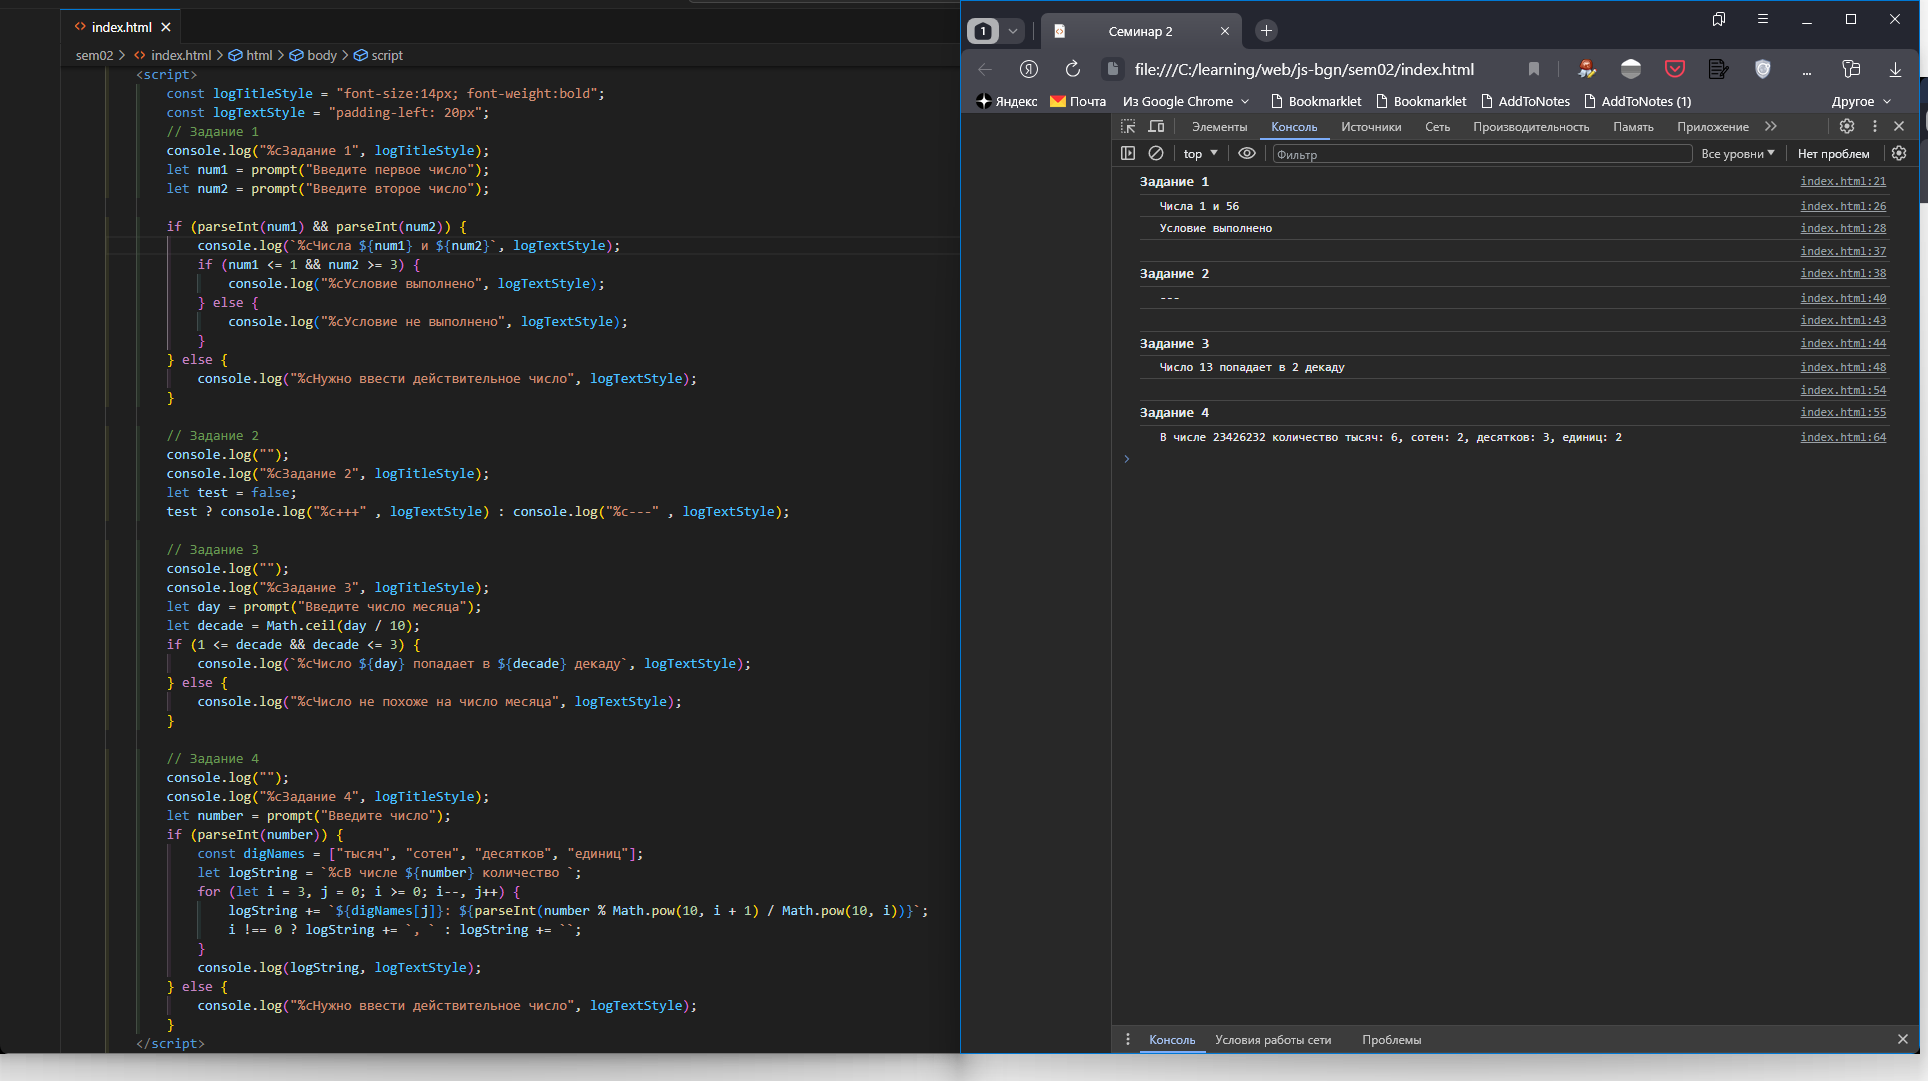 index.html
sem02 > index.html > html > body > script
<script>
const logTitleStyle = "font-size:14px; font-weight:bold";
const logTextStyle = "padding-left: 20px";
// Задание 1
console.log("%cЗадание 1", logTitleStyle);
let num1 = prompt("Введите первое число");
let num2 = prompt("Введите второе число");
if (parseInt(num1) && parseInt(num2)) {
console.log(`%cЧисла ${num1} и ${num2}`, logTextStyle);
if (num1 <= 1 && num2 >= 3) {
console.log("%cУсловие выполнено", logTextStyle);
} else {
console.log("%cУсловие не выполнено", logTextStyle);
}
} else {
console.log("%cНужно ввести действительное число", logTextStyle);
}
// Задание 2
console.log("");
console.log("%cЗадание 2", logTitleStyle);
let test = false;
test ? console.log("%c+++" , logTextStyle) : console.log("%c---" , logTextStyle);
// Задание 3
console.log("");
console.log("%cЗадание 3", logTitleStyle);
let day = prompt("Введите число месяца");
let decade = Math.ceil(day / 10);
if (1 <= decade && decade <= 3) {
console.log(`%cЧисло ${day} попадает в ${decade} декаду`, logTextStyle);
} else {
console.log("%cЧисло не похоже на число месяца", logTextStyle);
}
// Задание 4
console.log("");
console.log("%cЗадание 4", logTitleStyle);
let number = prompt("Введите число");
if (parseInt(number)) {
const digNames = ["тысяч", "сотен", "десятков", "единиц"];
let logString = `%cВ числе ${number} количество `;
for (let i = 3, j = 0; i >= 0; i--, j++) {
logString += `${digNames[j]}: ${parseInt(number % Math.pow(10, i + 1) / Math.pow(10, i))}`;
i !== 0 ? logString += `, ` : logString += ``;
}
console.log(logString, logTextStyle);
} else {
console.log("%cНужно ввести действительное число", logTextStyle);
}
</script>
1 Семинар 2
Я file:///C:/learning/web/js-bgn/sem02/index.html ...
Яндекс Почта Из Google Chrome Bookmarklet Bookmarklet AddToNotes AddToNotes (1) Другое
Элементы Консоль Источники Сеть Производительность Память Приложение
top Фильтр Все уровни Нет проблем
Задание 1 index.html:21
Числа 1 и 56 index.html:26
Условие выполнено index.html:28
index.html:37
Задание 2 index.html:38
--- index.html:40
index.html:43
Задание 3 index.html:44
Число 13 попадает в 2 декаду index.html:48
index.html:54
Задание 4 index.html:55
В числе 23426232 количество тысяч: 6, сотен: 2, десятков: 3, единиц: 2 index.html:64
Консоль Условия работы сети Проблемы